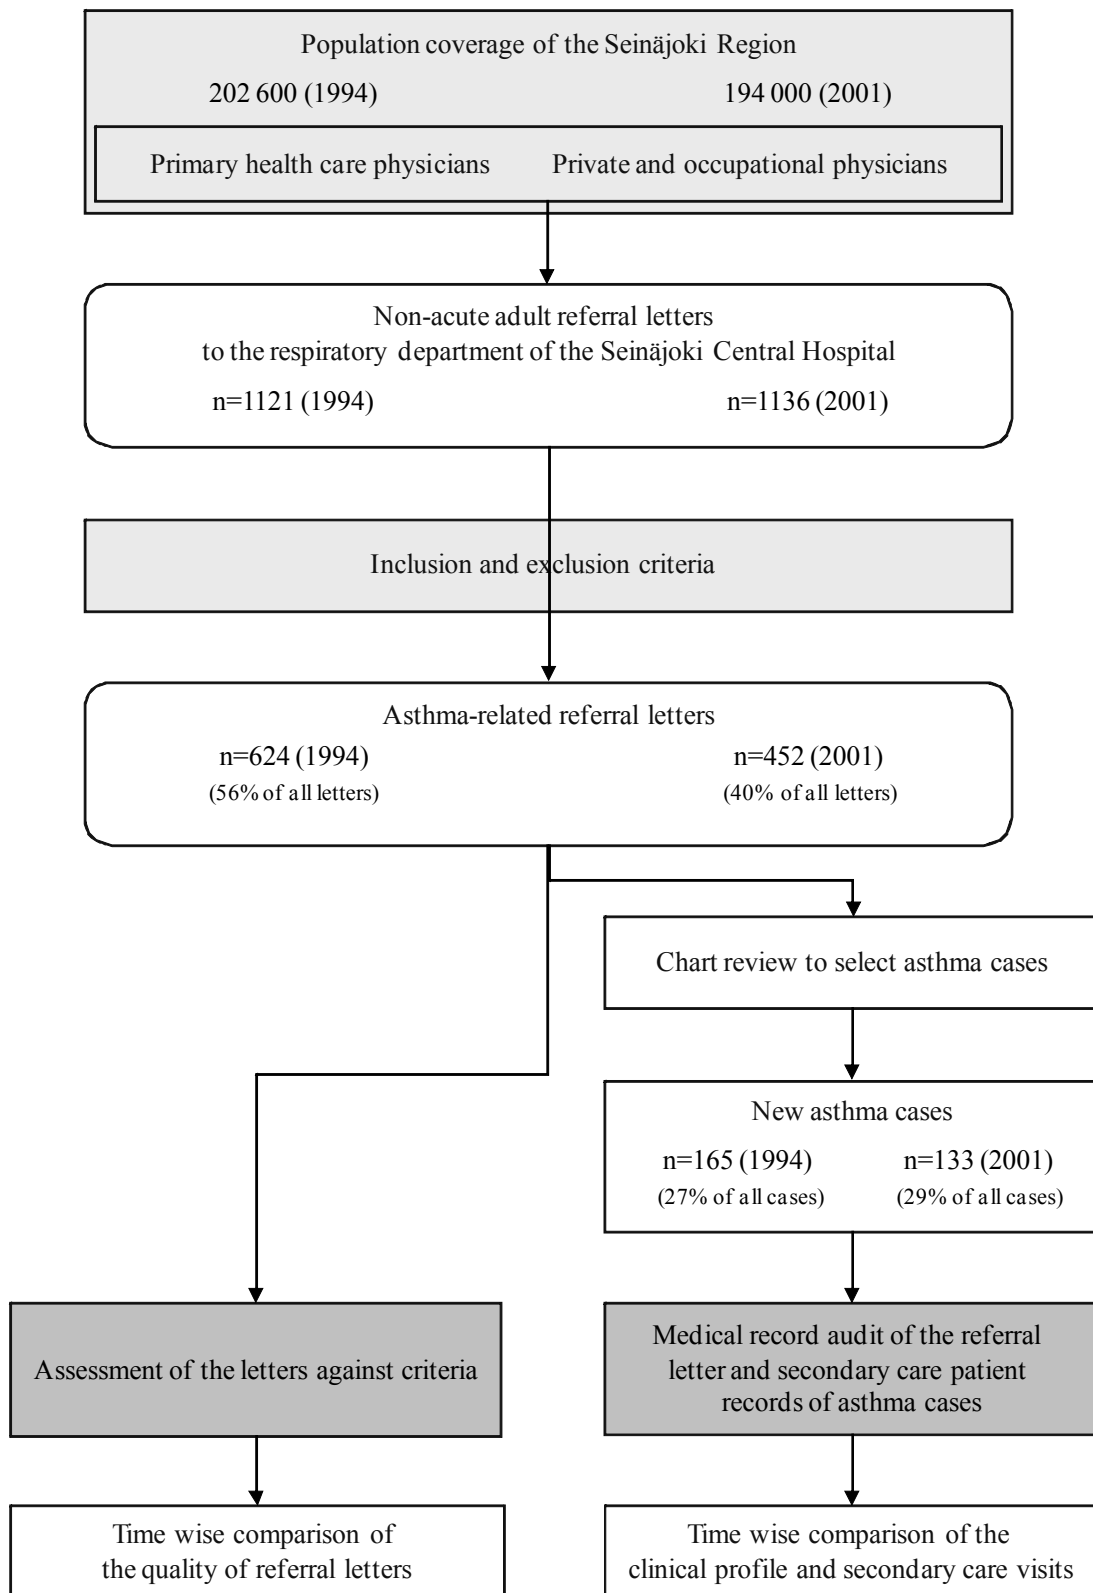 Population coverage of the Seinäjoki Region
202 600 (1994) 194 000 (2001)
Primary health care physicians Private and occupational physicians
Non-acute adult referral letters
to the respiratory department of the Seinäjoki Central Hospital
n=1121 (1994) n=1136 (2001)
Inclusion and exclusion criteria
Asthma-related referral letters
n=624 (1994) n=452 (2001)
(56% of all letters) (40% of all letters)
Chart review to select asthma cases
New asthma cases
n=165 (1994) n=133 (2001)
(27% of all cases) (29% of all cases)
Assessment of the letters against criteria
Medical record audit of the referral
letter and secondary care patient
records of asthma cases
Time wise comparison of
the quality of referral letters
Time wise comparison of the
clinical profile and secondary care visits